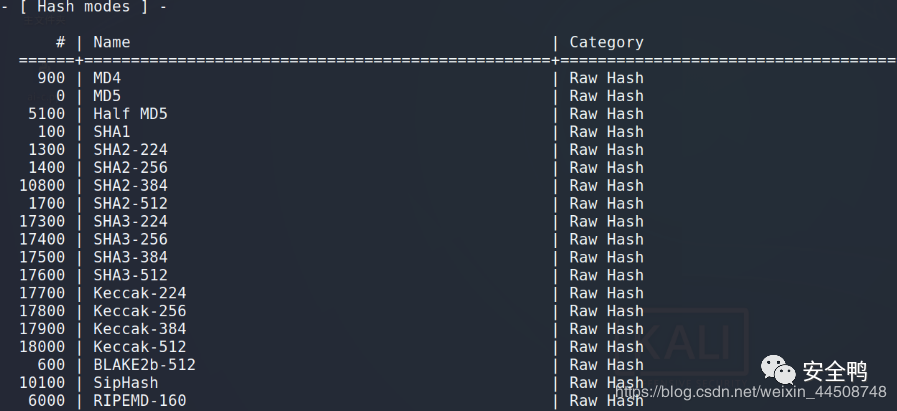 - [ Hash modes ] -
# | Name | Category
======+==================================================+======================================
900 | MD4 | Raw Hash
0 | MD5 | Raw Hash
5100 | Half MD5 | Raw Hash
100 | SHA1 | Raw Hash
1300 | SHA2-224 | Raw Hash
1400 | SHA2-256 | Raw Hash
10800 | SHA2-384 | Raw Hash
1700 | SHA2-512 | Raw Hash
17300 | SHA3-224 | Raw Hash
17400 | SHA3-256 | Raw Hash
17500 | SHA3-384 | Raw Hash
17600 | SHA3-512 | Raw Hash
17700 | Keccak-224 | Raw Hash
17800 | Keccak-256 | Raw Hash
17900 | Keccak-384 | Raw Hash
18000 | Keccak-512 | Raw Hash
600 | BLAKE2b-512 | Raw Hash
10100 | SipHash | Raw Hash
6000 | RIPEMD-160 | Raw Hash
KALI
安全鸭
https://blog.csdn.net/weixin_44508748